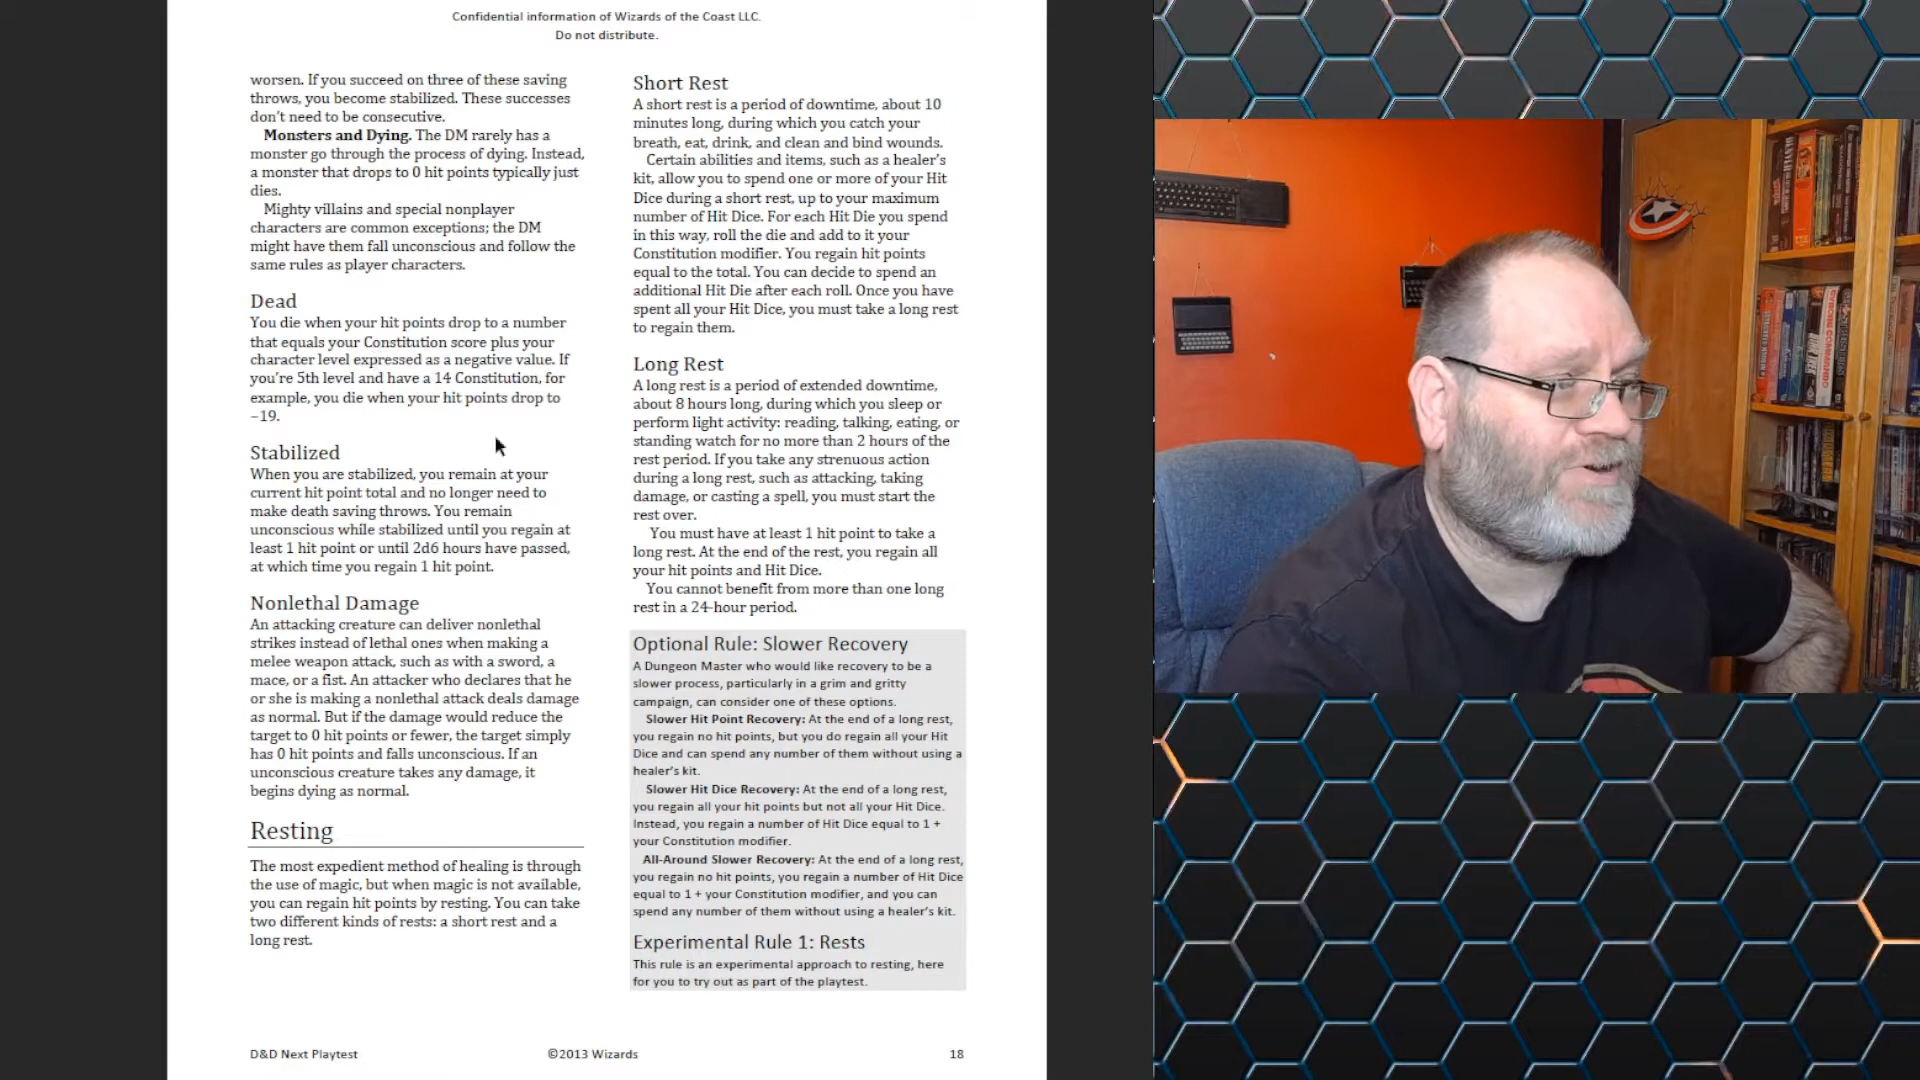 Confidential information of Wizards of the Coast LLC.
Do not distribute.
worsen. If you succeed on three of these saving
throws, you become stabilized. These successes
don't need to be consecutive.
Monsters and Dying. The DM rarely has a
monster go through the process of dying. Instead,
a monster that drops to 0 hit points typically just
dies.
Mighty villains and special nonplayer
characters are common exceptions; the DM
might have them fall unconscious and follow the
same rules as player characters.
Dead
You die when your hit points drop to a number
that equals your Constitution score plus your
character level expressed as a negative value. If
you're 5th level and have a 14 Constitution, for
example, you die when your hit points drop to
−19.
Stabilized
When you are stabilized, you remain at your
current hit point total and no longer need to
make death saving throws. You remain
unconscious while stabilized until you regain at
least 1 hit point or until 2d6 hours have passed,
at which time you regain 1 hit point.
Nonlethal Damage
An attacking creature can deliver nonlethal
strikes instead of lethal ones when making a
melee weapon attack, such as with a sword, a
mace, or a fist. An attacker who declares that he
or she is making a nonlethal attack deals damage
as normal. But if the damage would reduce the
target to 0 hit points or fewer, the target simply
has 0 hit points and falls unconscious. If an
unconscious creature takes any damage, it
begins dying as normal.
Resting
The most expedient method of healing is through
the use of magic, but when magic is not available,
you can regain hit points by resting. You can take
two different kinds of rests: a short rest and a
long rest.
Short Rest
A short rest is a period of downtime, about 10
minutes long, during which you catch your
breath, eat, drink, and clean and bind wounds.
Certain abilities and items, such as a healer's
kit, allow you to spend one or more of your Hit
Dice during a short rest, up to your maximum
number of Hit Dice. For each Hit Die you spend
in this way, roll the die and add to it your
Constitution modifier. You regain hit points
equal to the total. You can decide to spend an
additional Hit Die after each roll. Once you have
spent all your Hit Dice, you must take a long rest
to regain them.
Long Rest
A long rest is a period of extended downtime,
about 8 hours long, during which you sleep or
perform light activity: reading, talking, eating, or
standing watch for no more than 2 hours of the
rest period. If you take any strenuous action
during a long rest, such as attacking, taking
damage, or casting a spell, you must start the
rest over.
You must have at least 1 hit point to take a
long rest. At the end of the rest, you regain all
your hit points and Hit Dice.
You cannot benefit from more than one long
rest in a 24-hour period.
Optional Rule: Slower Recovery
A Dungeon Master who would like recovery to be a
slower process, particularly in a grim and gritty
campaign, can consider one of these options.
Slower Hit Point Recovery: At the end of a long rest,
you regain no hit points, but you do regain all your Hit
Dice and can spend any number of them without using a
healer's kit.
Slower Hit Dice Recovery: At the end of a long rest,
you regain all your hit points but not all your Hit Dice.
Instead, you regain a number of Hit Dice equal to 1 +
your Constitution modifier.
All-Around Slower Recovery: At the end of a long rest,
you regain no hit points, you regain a number of Hit Dice
equal to 1 + your Constitution modifier, and you can
spend any number of them without using a healer's kit.
Experimental Rule 1: Rests
This rule is an experimental approach to resting, here
for you to try out as part of the playtest.
D&D Next Playtest
©2013 Wizards
18